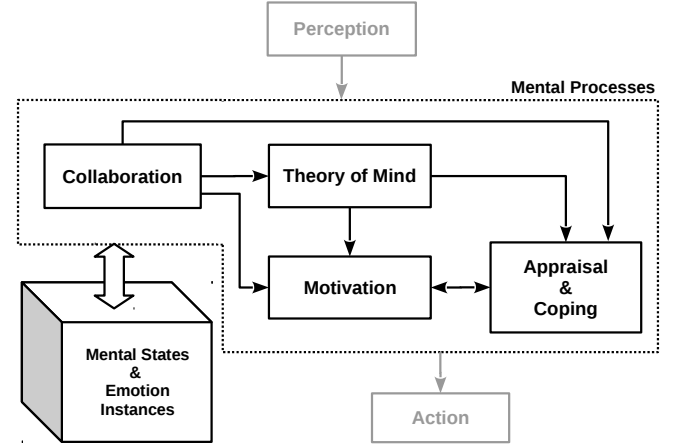 Perception
Mental Processes
Collaboration
Theory of Mind
Motivation
Appraisal
&
Coping
Mental States
&
Emotion
Instances
Action